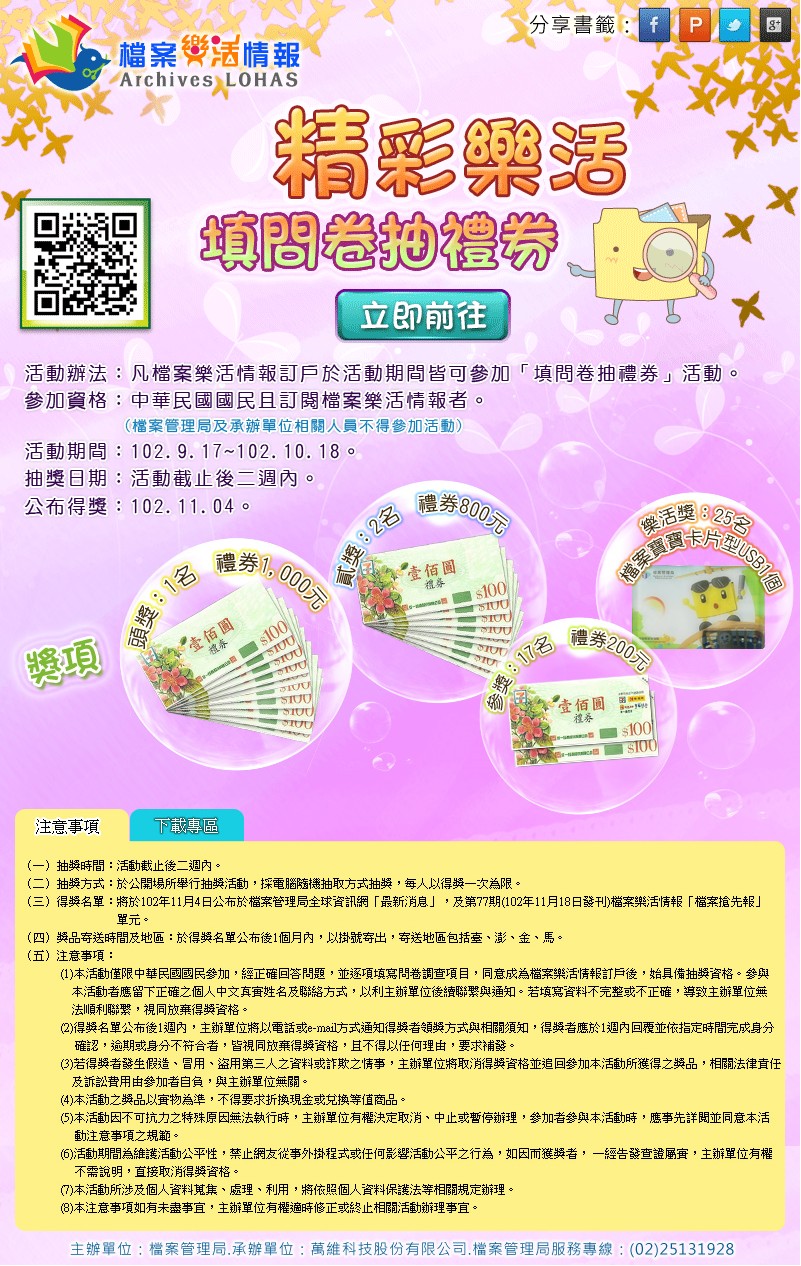 分享書籤：
檔案樂活情報
Archives LOHAS
精彩樂活
填問卷抽禮券
立即前往
活動辦法：凡檔案樂活情報訂戶於活動期間皆可參加「填問卷抽禮券」活動。
參加資格：中華民國國民且訂閱檔案樂活情報者。
（檔案管理局及承辦單位相關人員不得參加活動）
活動期間：102.9.17~102.10.18。
抽獎日期：活動截止後二週內。
公布得獎：102.11.04。
獎項
頭獎：1名 禮券1,000元
壹佰圓
禮券
$100
貳獎：2名 禮券800元
壹佰圓
禮券
$100
參獎：17名 禮券200元
壹佰圓
禮券
$100
$100
樂活獎：25名
檔案寶寶卡片型USB1個
注意事項
下載專區
（一）抽獎時間：活動截止後二週內。
（二）抽獎方式：於公開場所舉行抽獎活動，採電腦隨機抽取方式抽獎，每人以得獎一次為限。
（三）得獎名單：將於102年11月4日公布於檔案管理局全球資訊網「最新消息」，及第77期(102年11月18日發刊)檔案樂活情報「檔案搶先報」
單元。
（四）獎品寄送時間及地區：於得獎名單公布後1個月內，以掛號寄出，寄送地區包括臺、澎、金、馬。
（五）注意事項：
(1)本活動僅限中華民國國民參加，經正確回答問題，並逐項填寫問卷調查項目，同意成為檔案樂活情報訂戶後，始具備抽獎資格。參與
本活動者應留下正確之個人中文真實姓名及聯絡方式，以利主辦單位後續聯繫與通知。若填寫資料不完整或不正確，導致主辦單位無
法順利聯繫，視同放棄得獎資格。
(2)得獎名單公布後1週內，主辦單位將以電話或e-mail方式通知得獎者領獎方式與相關須知，得獎者應於1週內回覆並依指定時間完成身分
確認，逾期或身分不符合者，皆視同放棄得獎資格，且不得以任何理由，要求補發。
(3)若得獎者發生假造、冒用、盜用第三人之資料或詐欺之情事，主辦單位將取消得獎資格並追回參加本活動所獲得之獎品，相關法律責任
及訴訟費用由參加者自負，與主辦單位無關。
(4)本活動之獎品以實物為準，不得要求折換現金或兌換等值商品。
(5)本活動因不可抗力之特殊原因無法執行時，主辦單位有權決定取消、中止或暫停辦理，參加者參與本活動時，應事先詳閱並同意本活
動注意事項之規範。
(6)活動期間為維護活動公平性，禁止網友從事外掛程式或任何影響活動公平之行為，如因而獲獎者， 一經告發查證屬實，主辦單位有權
不需說明，直接取消得獎資格。
(7)本活動所涉及個人資料蒐集、處理、利用，將依照個人資料保護法等相關規定辦理。
(8)本注意事項如有未盡事宜，主辦單位有權適時修正或終止相關活動辦理事宜。
主辦單位：檔案管理局.承辦單位：萬維科技股份有限公司.檔案管理局服務專線：(02)25131928